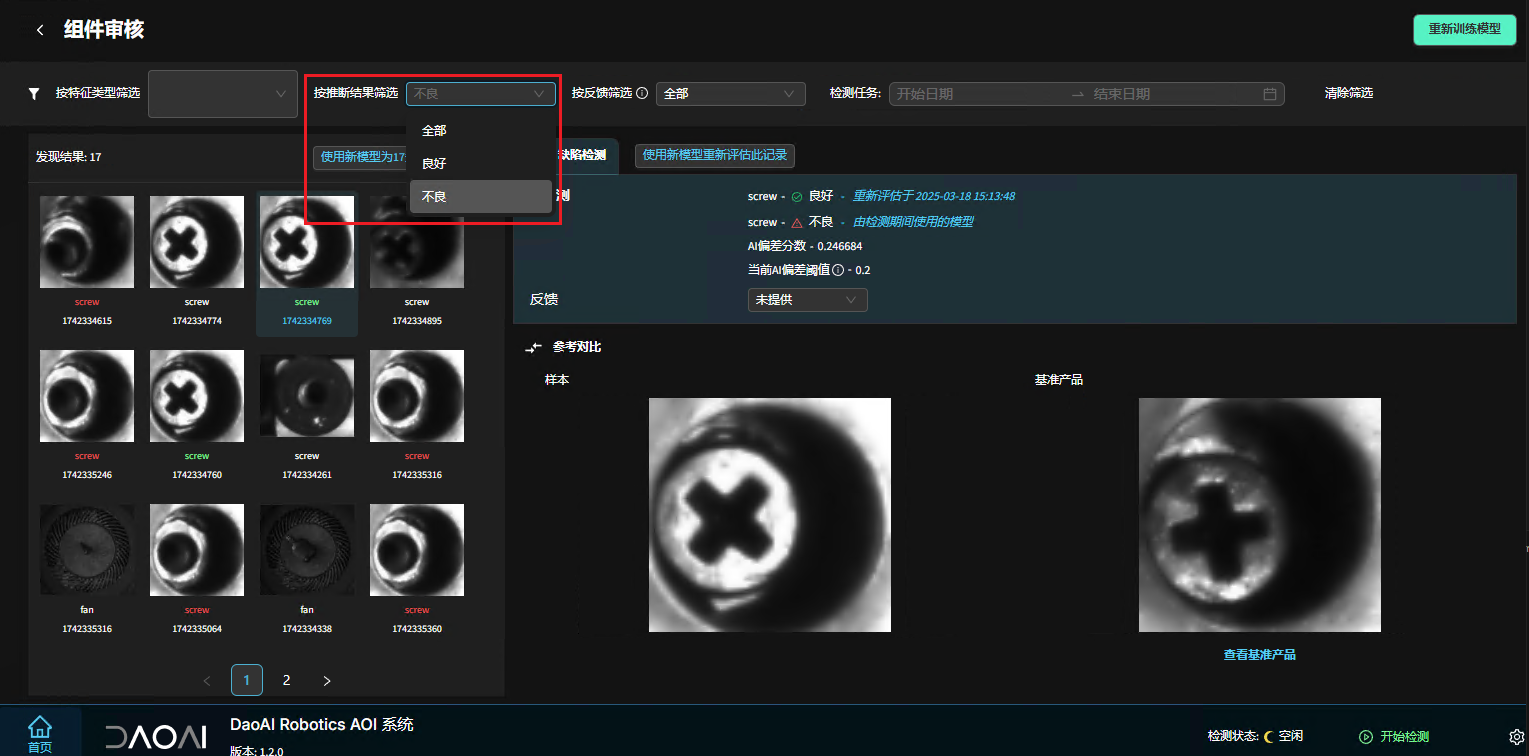 组件审核
重新训练模型
按特征类型筛选
按推断结果筛选 不良
按反馈筛选 全部
检测任务: 开始日期 → 结束日期
清除筛选
全部
良好
不良
发现结果: 17
使用新模型为17
缺陷检测
使用新模型重新评估此记录
测
screw - 良好 - 重新评估于 2025-03-18 15:13:48
screw - 不良 - 由检测期间使用的模型
AI偏差分数 - 0.246684
当前AI偏差阈值 - 0.2
反馈
未提供
screw screw screw screw
1742334615 1742334774 1742334769 1742334895
screw screw screw screw
1742335246 1742334760 1742334261 1742335316
fan screw fan screw
1742335316 1742335064 1742334338 1742335360
< 1 2 >
参考对比
样本
基准产品
查看基准产品
首页
DAOAI
DaoAI Robotics AOI 系统
版本: 1.2.0
检测状态: 空闲
开始检测